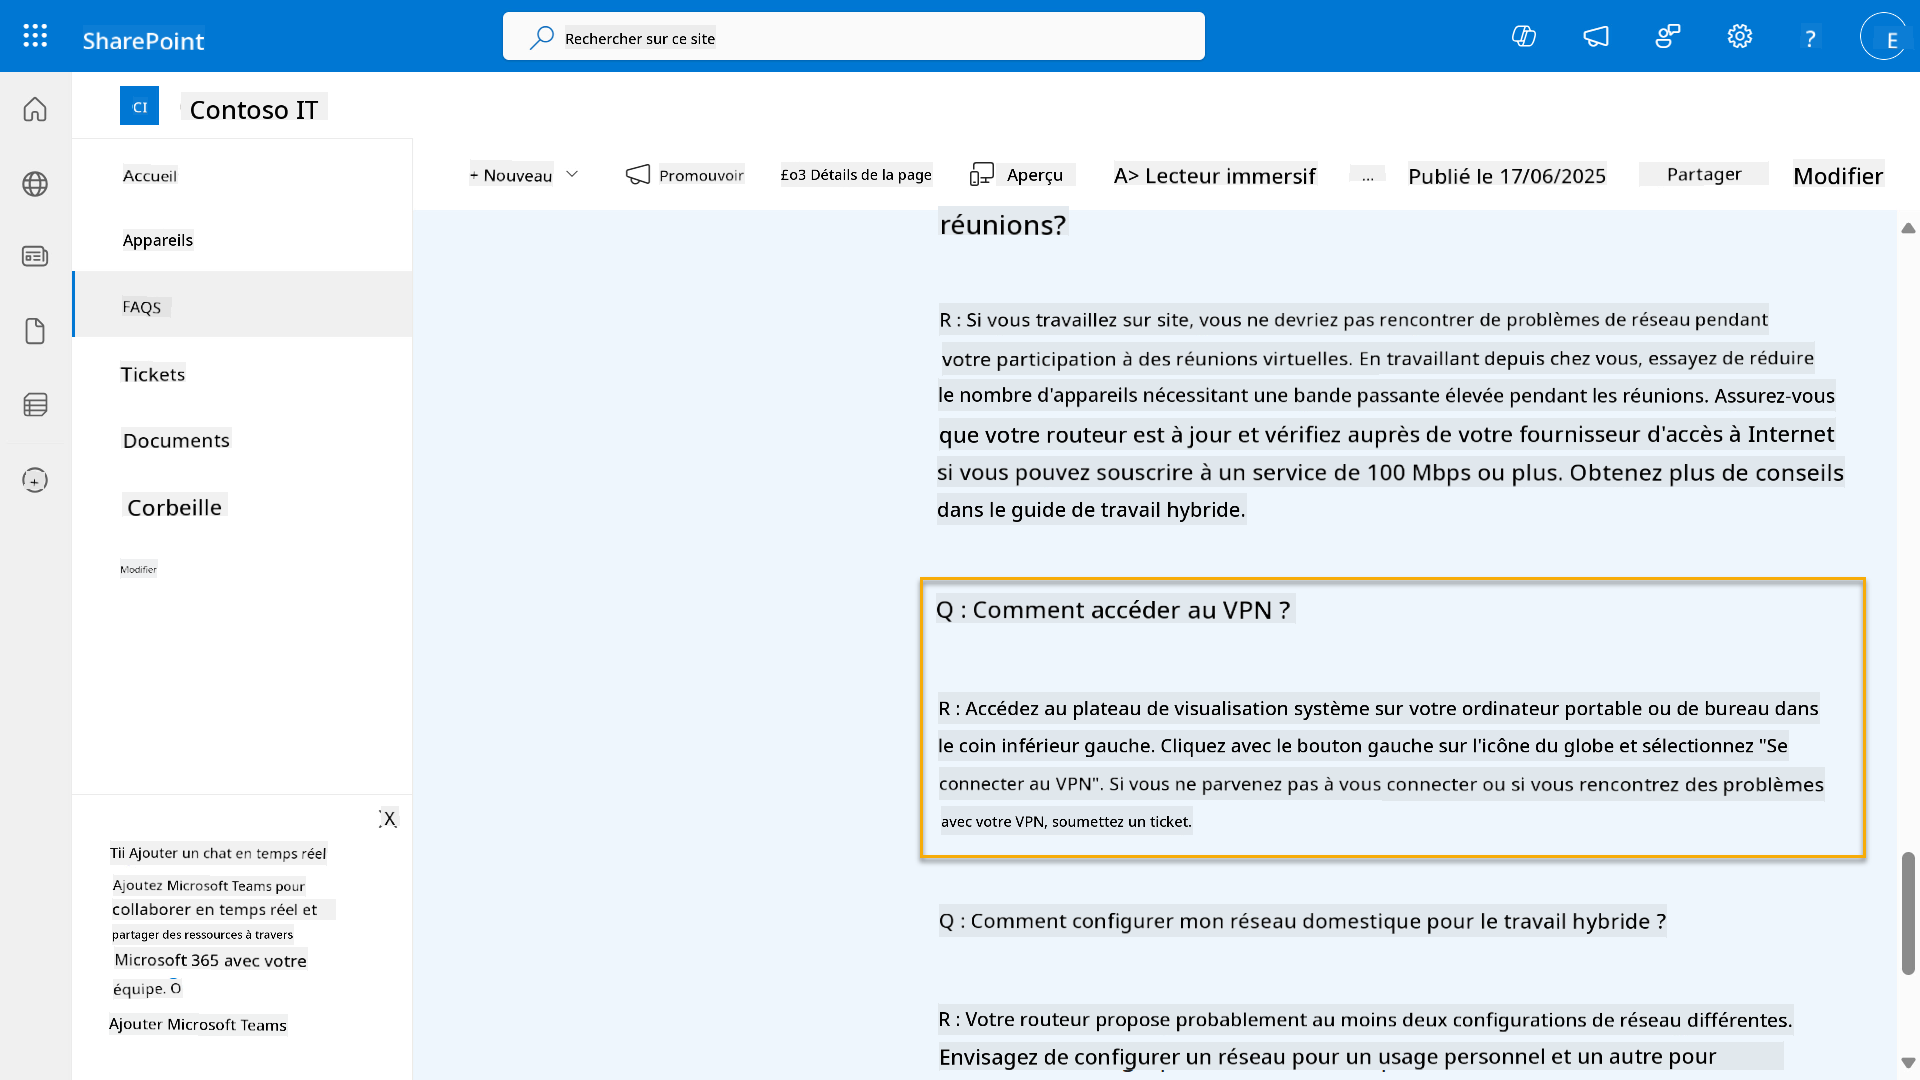 SharePoint
Rechercher sur ce site
?
E
CI
Contoso IT
Accueil
Appareils
FAQS
Tickets
Documents
Corbeille
Modifier
+ Nouveau
Promouvoir
£o3 Détails de la page
Aperçu
A> Lecteur immersif
...
Publié le 17/06/2025
Partager
Modifier
réunions?
R : Si vous travaillez sur site, vous ne devriez pas rencontrer de problèmes de réseau pendant
votre participation à des réunions virtuelles. En travaillant depuis chez vous, essayez de réduire
le nombre d'appareils nécessitant une bande passante élevée pendant les réunions. Assurez-vous
que votre routeur est à jour et vérifiez auprès de votre fournisseur d'accès à Internet
si vous pouvez souscrire à un service de 100 Mbps ou plus. Obtenez plus de conseils
dans le guide de travail hybride.
Q : Comment accéder au VPN ?
R : Accédez au plateau de visualisation système sur votre ordinateur portable ou de bureau dans
le coin inférieur gauche. Cliquez avec le bouton gauche sur l'icône du globe et sélectionnez "Se
connecter au VPN". Si vous ne parvenez pas à vous connecter ou si vous rencontrez des problèmes
avec votre VPN, soumettez un ticket.
Q : Comment configurer mon réseau domestique pour le travail hybride ?
R : Votre routeur propose probablement au moins deux configurations de réseau différentes.
Envisagez de configurer un réseau pour un usage personnel et un autre pour
X
Tii Ajouter un chat en temps réel
Ajoutez Microsoft Teams pour
collaborer en temps réel et
partager des ressources à travers
Microsoft 365 avec votre
équipe. O
Ajouter Microsoft Teams